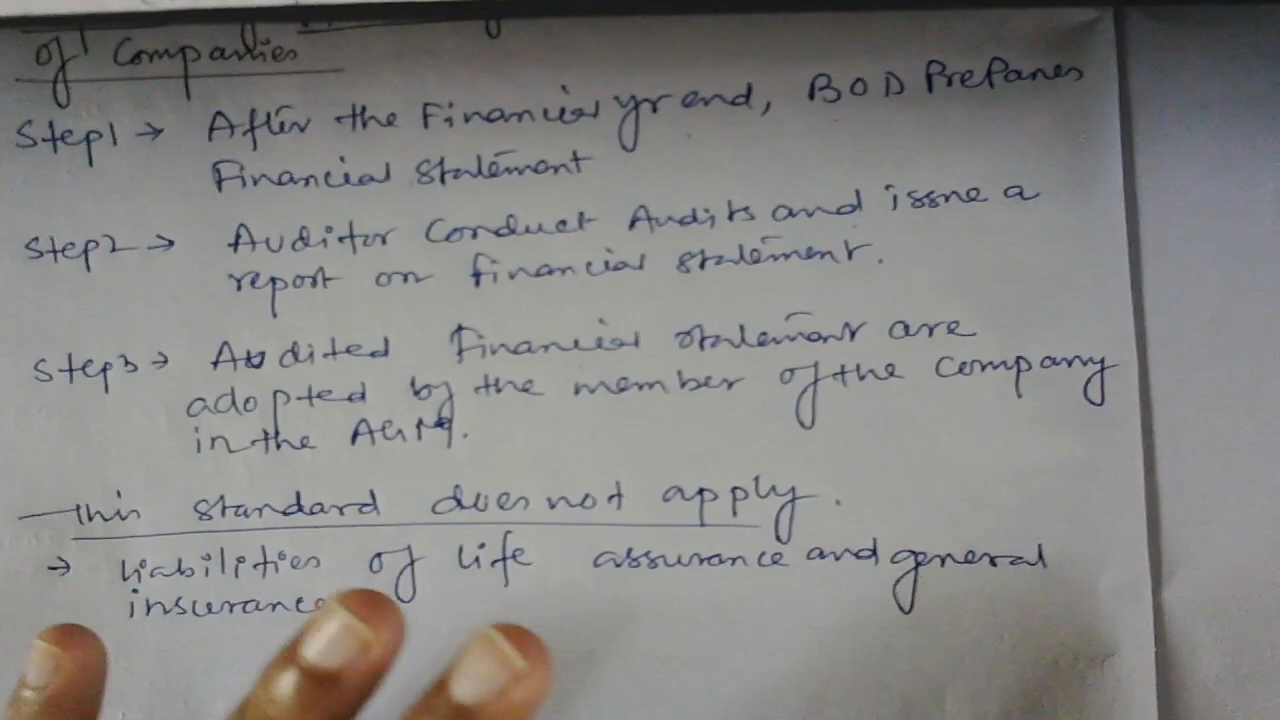 of Companies
Step1 → After the Financial yr end, BOD Prepares
Financial Statement
Step2 → Auditor Conduct Audits and issue a
report on financial statement.
Step3 → Audited Financial statement are
adopted by the member of the Company
in the AGM.
This standard does not apply.
→ Liabilities of life assurance and general
insurance